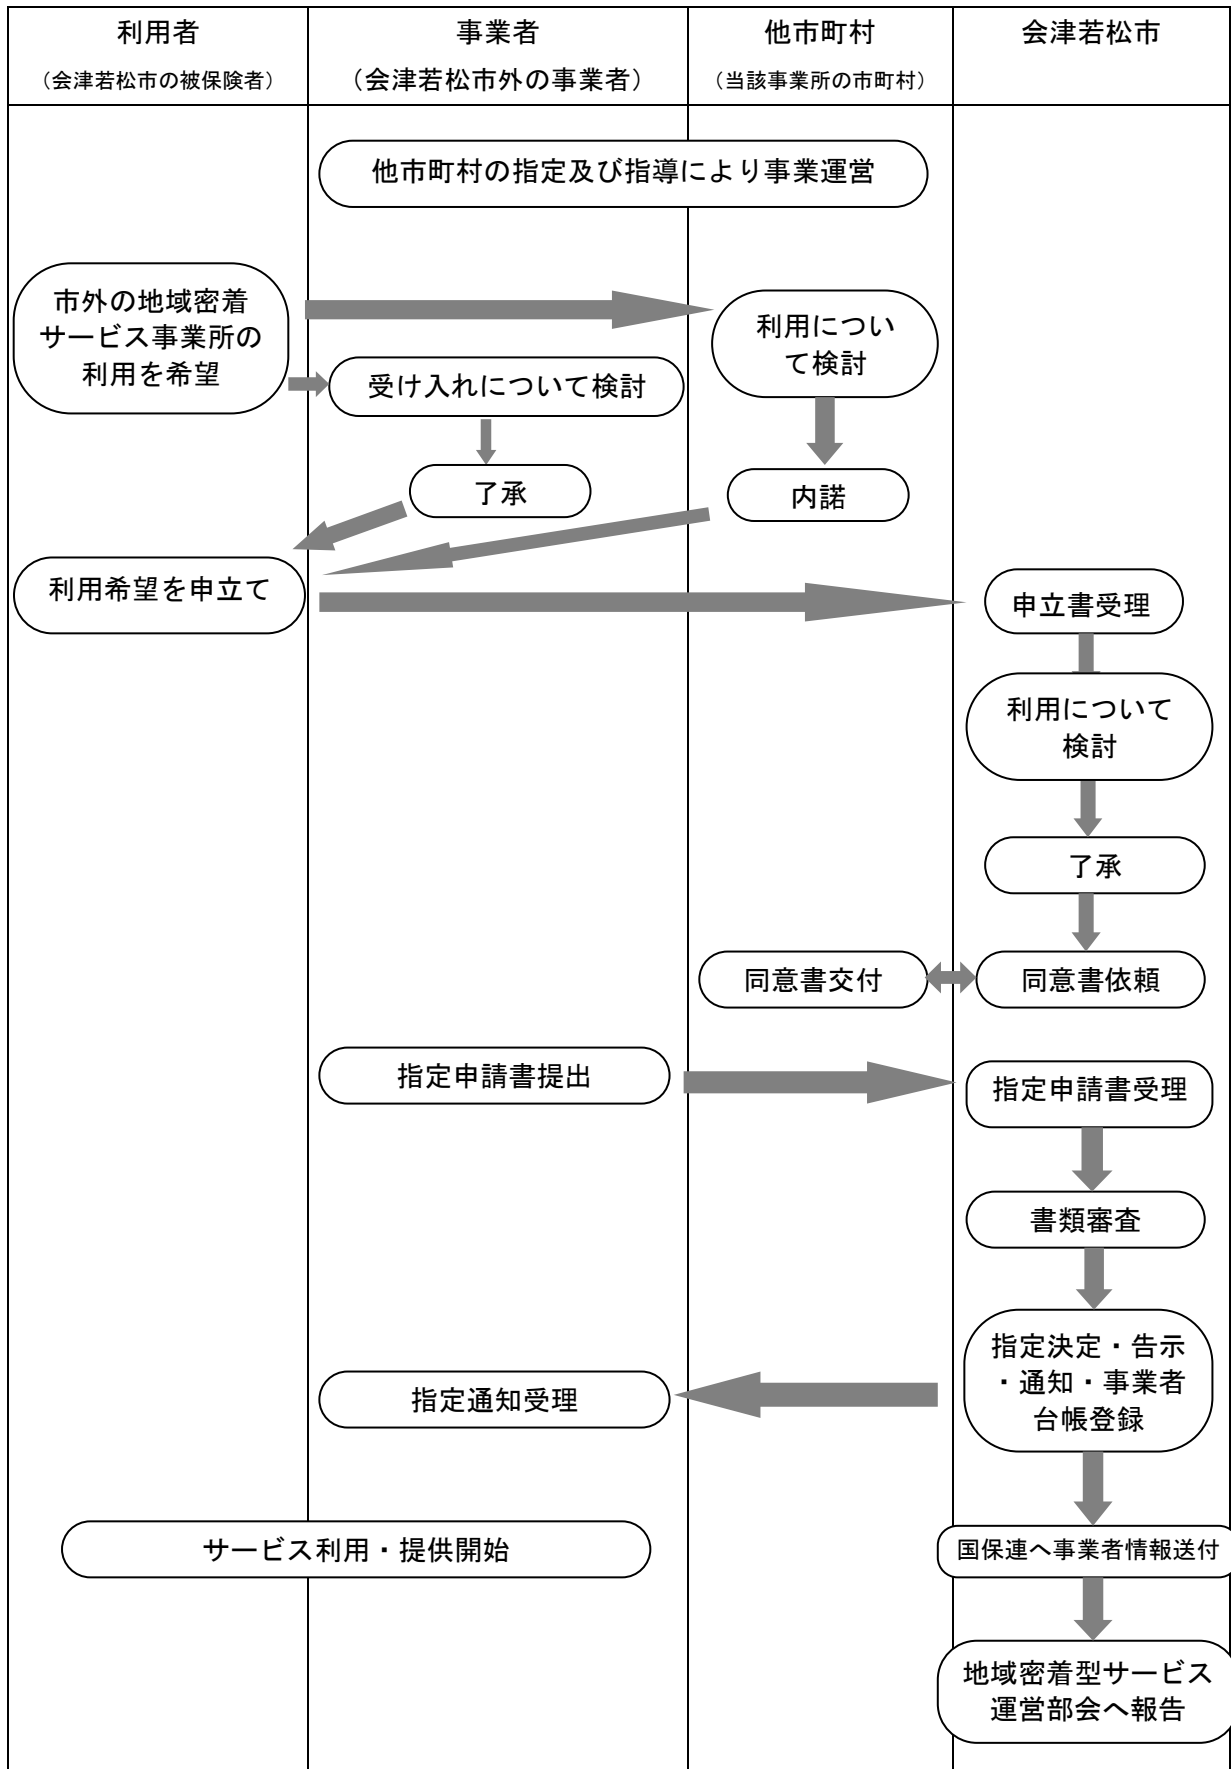 利用者
（会津若松市の被保険者）
事業者
（会津若松市外の事業者）
他市町村
（当該事業所の市町村）
会津若松市
他市町村の指定及び指導により事業運営
市外の地域密着
サービス事業所の
利用を希望
利用につい
て検討
受け入れについて検討
了承
内諾
利用希望を申立て
申立書受理
利用について
検討
了承
同意書交付
同意書依頼
指定申請書提出
指定申請書受理
書類審査
指定決定・告示
・通知・事業者
台帳登録
指定通知受理
サービス利用・提供開始
国保連へ事業者情報送付
地域密着型サービス
運営部会へ報告